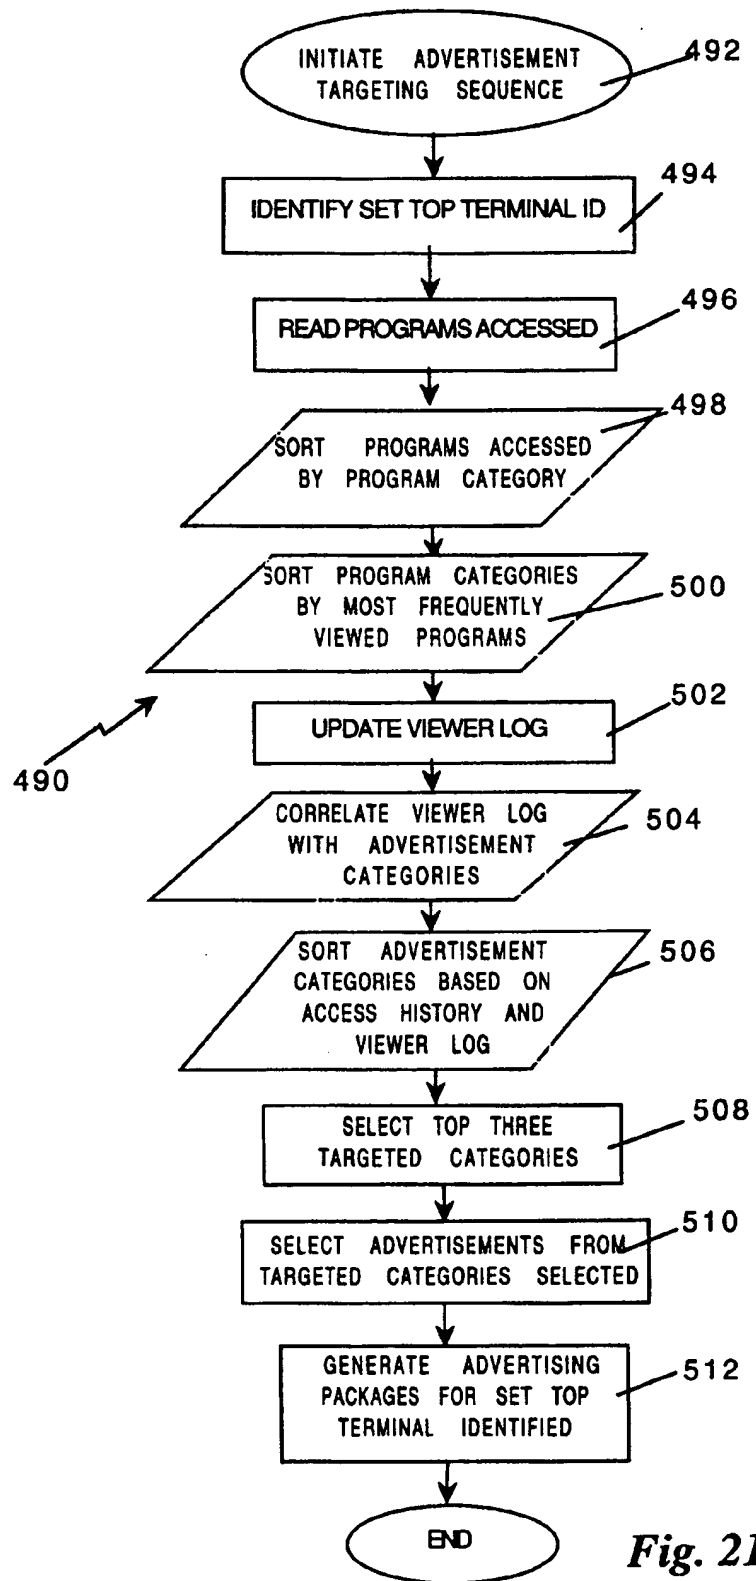 INITIATE ADVERTISEMENT
TARGETING SEQUENCE
492
IDENTIFY SET TOP TERMINAL ID
494
READ PROGRAMS ACCESSED
496
SORT PROGRAMS ACCESSED
BY PROGRAM CATEGORY
498
SORT PROGRAM CATEGORIES
BY MOST FREQUENTLY
VIEWED PROGRAMS
500
UPDATE VIEWER LOG
502
490
CORRELATE VIEWER LOG
WITH ADVERTISEMENT
CATEGORIES
504
SORT ADVERTISEMENT
CATEGORIES BASED ON
ACCESS HISTORY AND
VIEWER LOG
506
SELECT TOP THREE
TARGETED CATEGORIES
508
SELECT ADVERTISEMENTS FROM
TARGETED CATEGORIES SELECTED
510
GENERATE ADVERTISING
PACKAGES FOR SET TOP
TERMINAL IDENTIFIED
512
END
Fig.